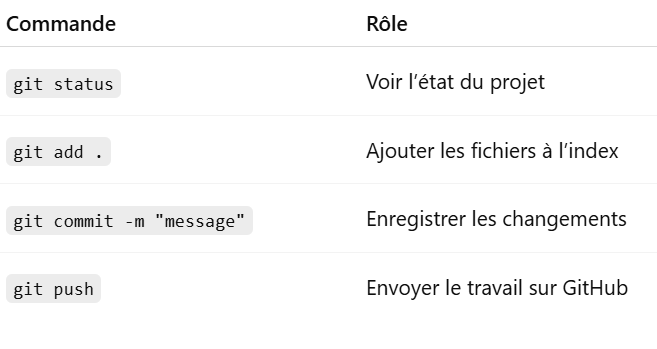 Commande Rôle
git status Voir l’état du projet
git add . Ajouter les fichiers à l’index
git commit -m "message" Enregistrer les changements
git push Envoyer le travail sur GitHub